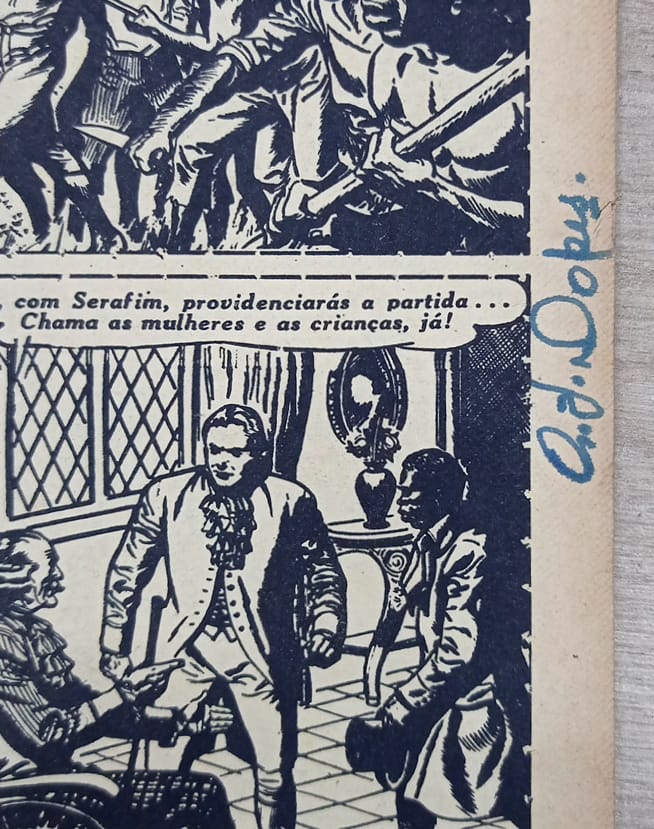 , com Serafim, providenciarás a partida...
Chama as mulheres e as crianças, já!